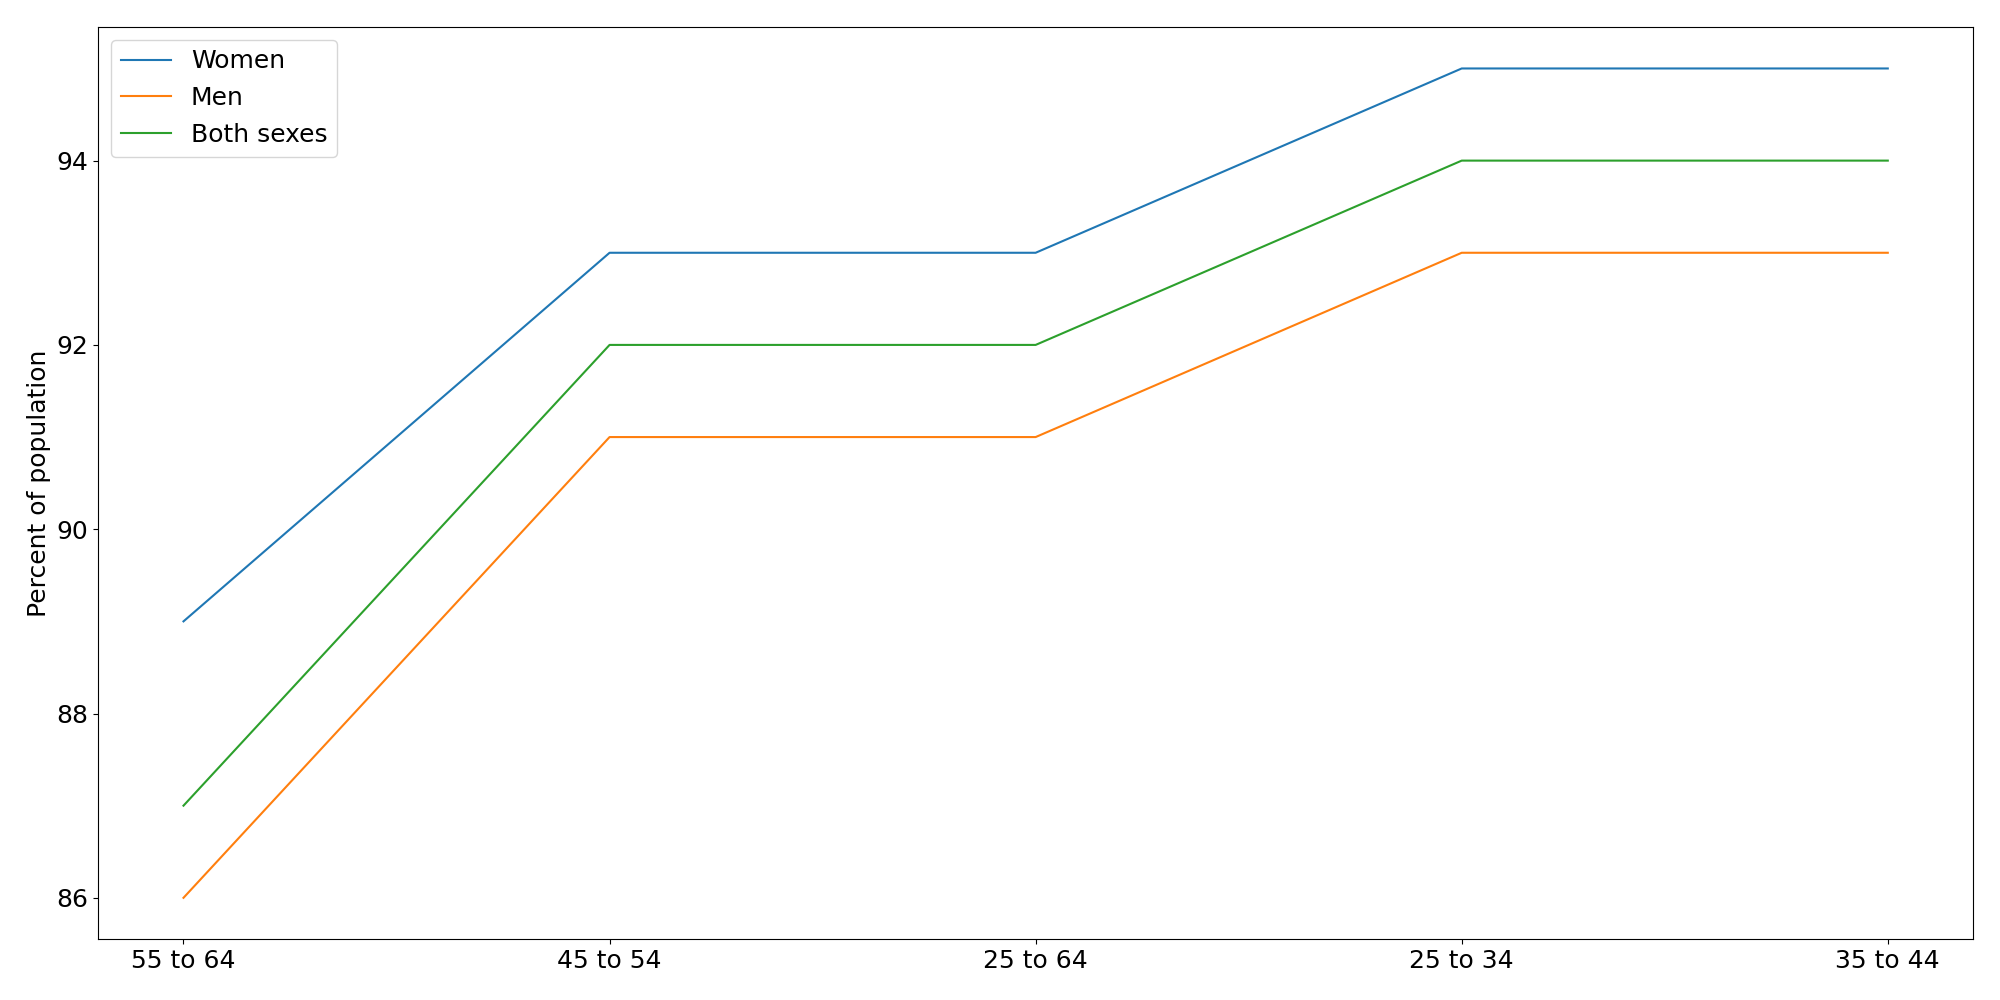 Women
Men
Both sexes
94
92
90
88
86
Percent of population
55 to 64
45 to 54
25 to 64
25 to 34
35 to 44